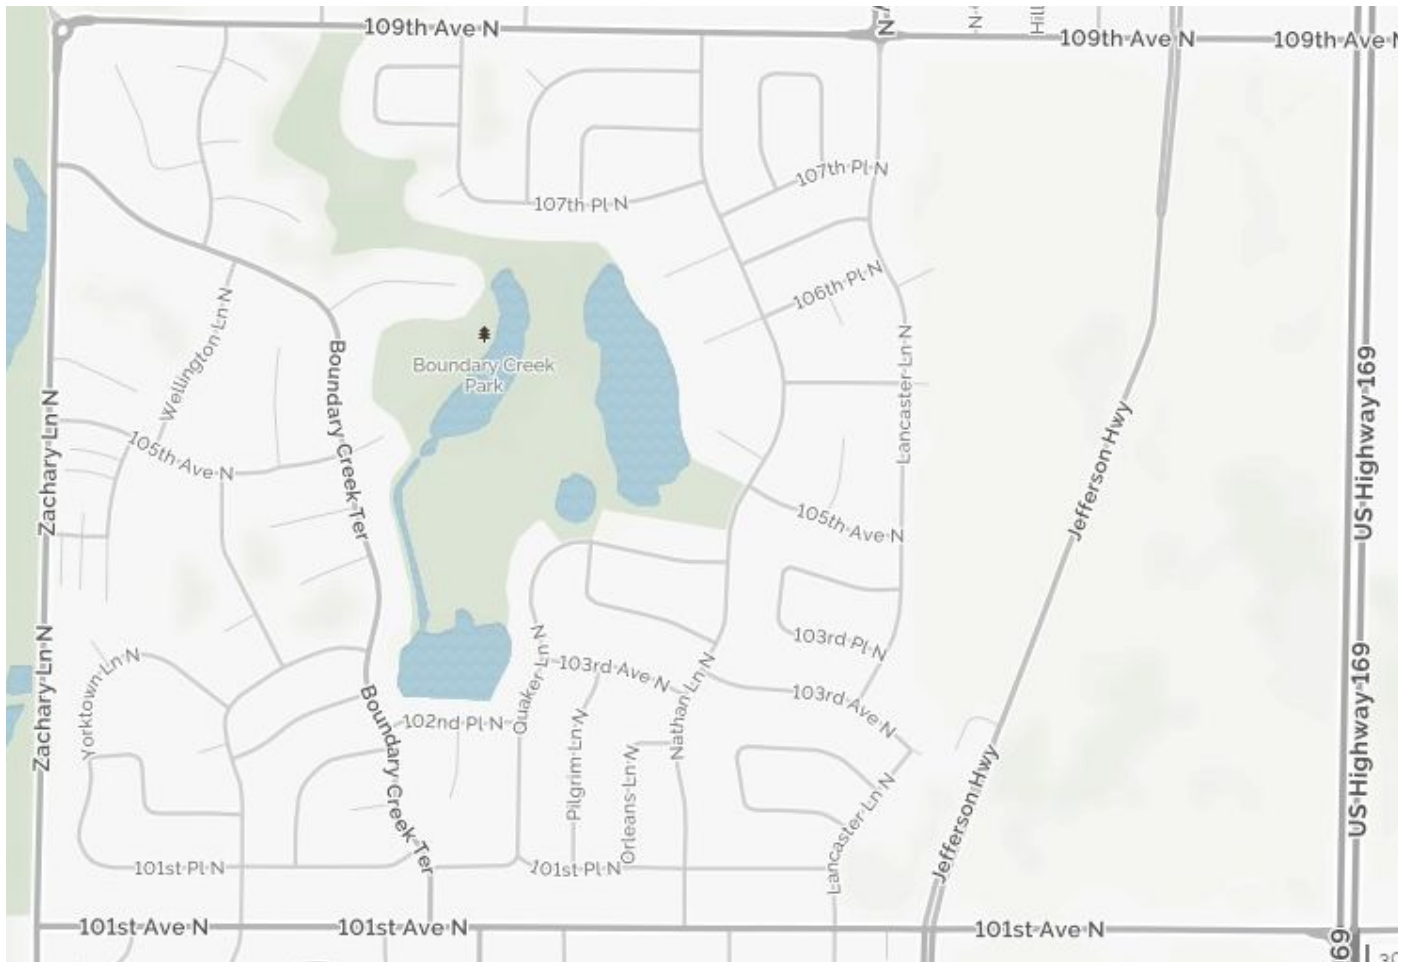 109th Ave N
109th Ave N
109th Ave N
N
N
Hill
107th Pl N
107th Pl N
106th Pl N
Wellington Ln N
Boundary Creek
Park
Boundary Creek Ter
Lancaster Ln N
Jefferson Hwy
US Highway 169
Zachary Ln N
105th Ave N
105th Ave N
103rd Pl N
103rd Ave N
103rd Ave N
Quaker Ln N
Yorktown Ln N
Zachary Ln N
US Highway 169
102nd Pl N
Nathan Ln N
Pilgrim Ln N
Orleans Ln N
Boundary Creek Ter
Lancaster Ln N
Jefferson Hwy
101st Pl N
101st Pl N
101st Ave N
101st Ave N
101st Ave N
69